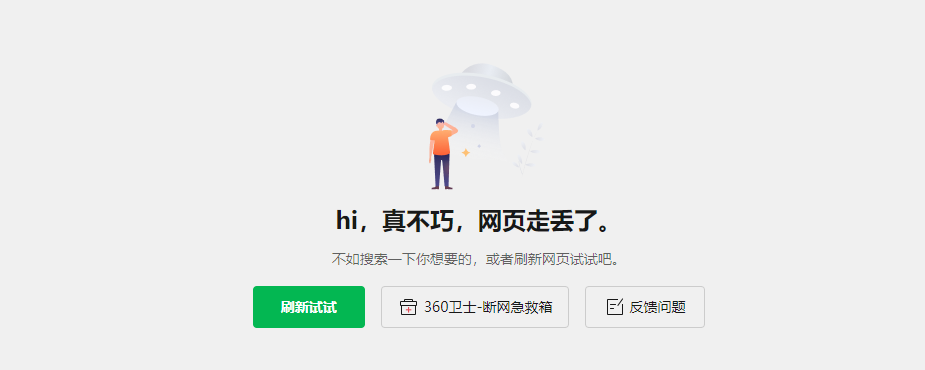 hi，真不巧，网页走丢了。
不如搜索一下你想要的，或者刷新网页试试吧。
刷新试试
360卫士-断网急救箱
反馈问题